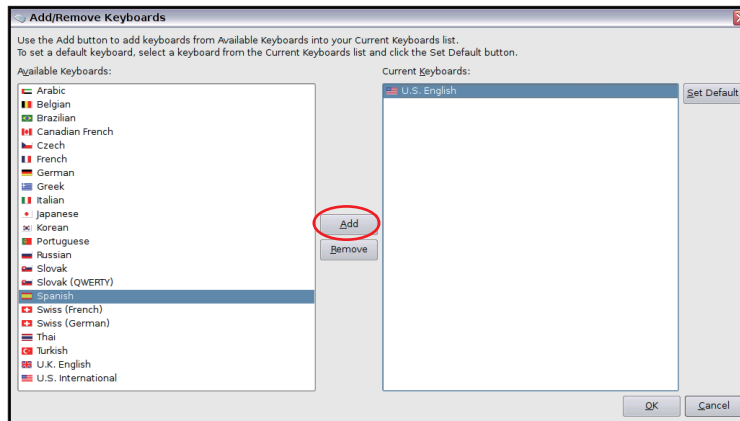 Add/Remove Keyboards
Use the Add button to add keyboards from Available Keyboards into your Current Keyboards list.
To set a default keyboard, select a keyboard from the Current Keyboards list and click the Set Default button.
Available Keyboards:
Arabic
Belgian
Brazilian
Canadian French
Czech
French
German
Greek
Italian
Japanese
Korean
Portuguese
Russian
Slovak
Slovak (QWERTY)
Spanish
Swiss (French)
Swiss (German)
Thai
Turkish
U.K. English
U.S. International
Add
Remove
Current Keyboards:
U.S. English
Set Default
OK
Cancel